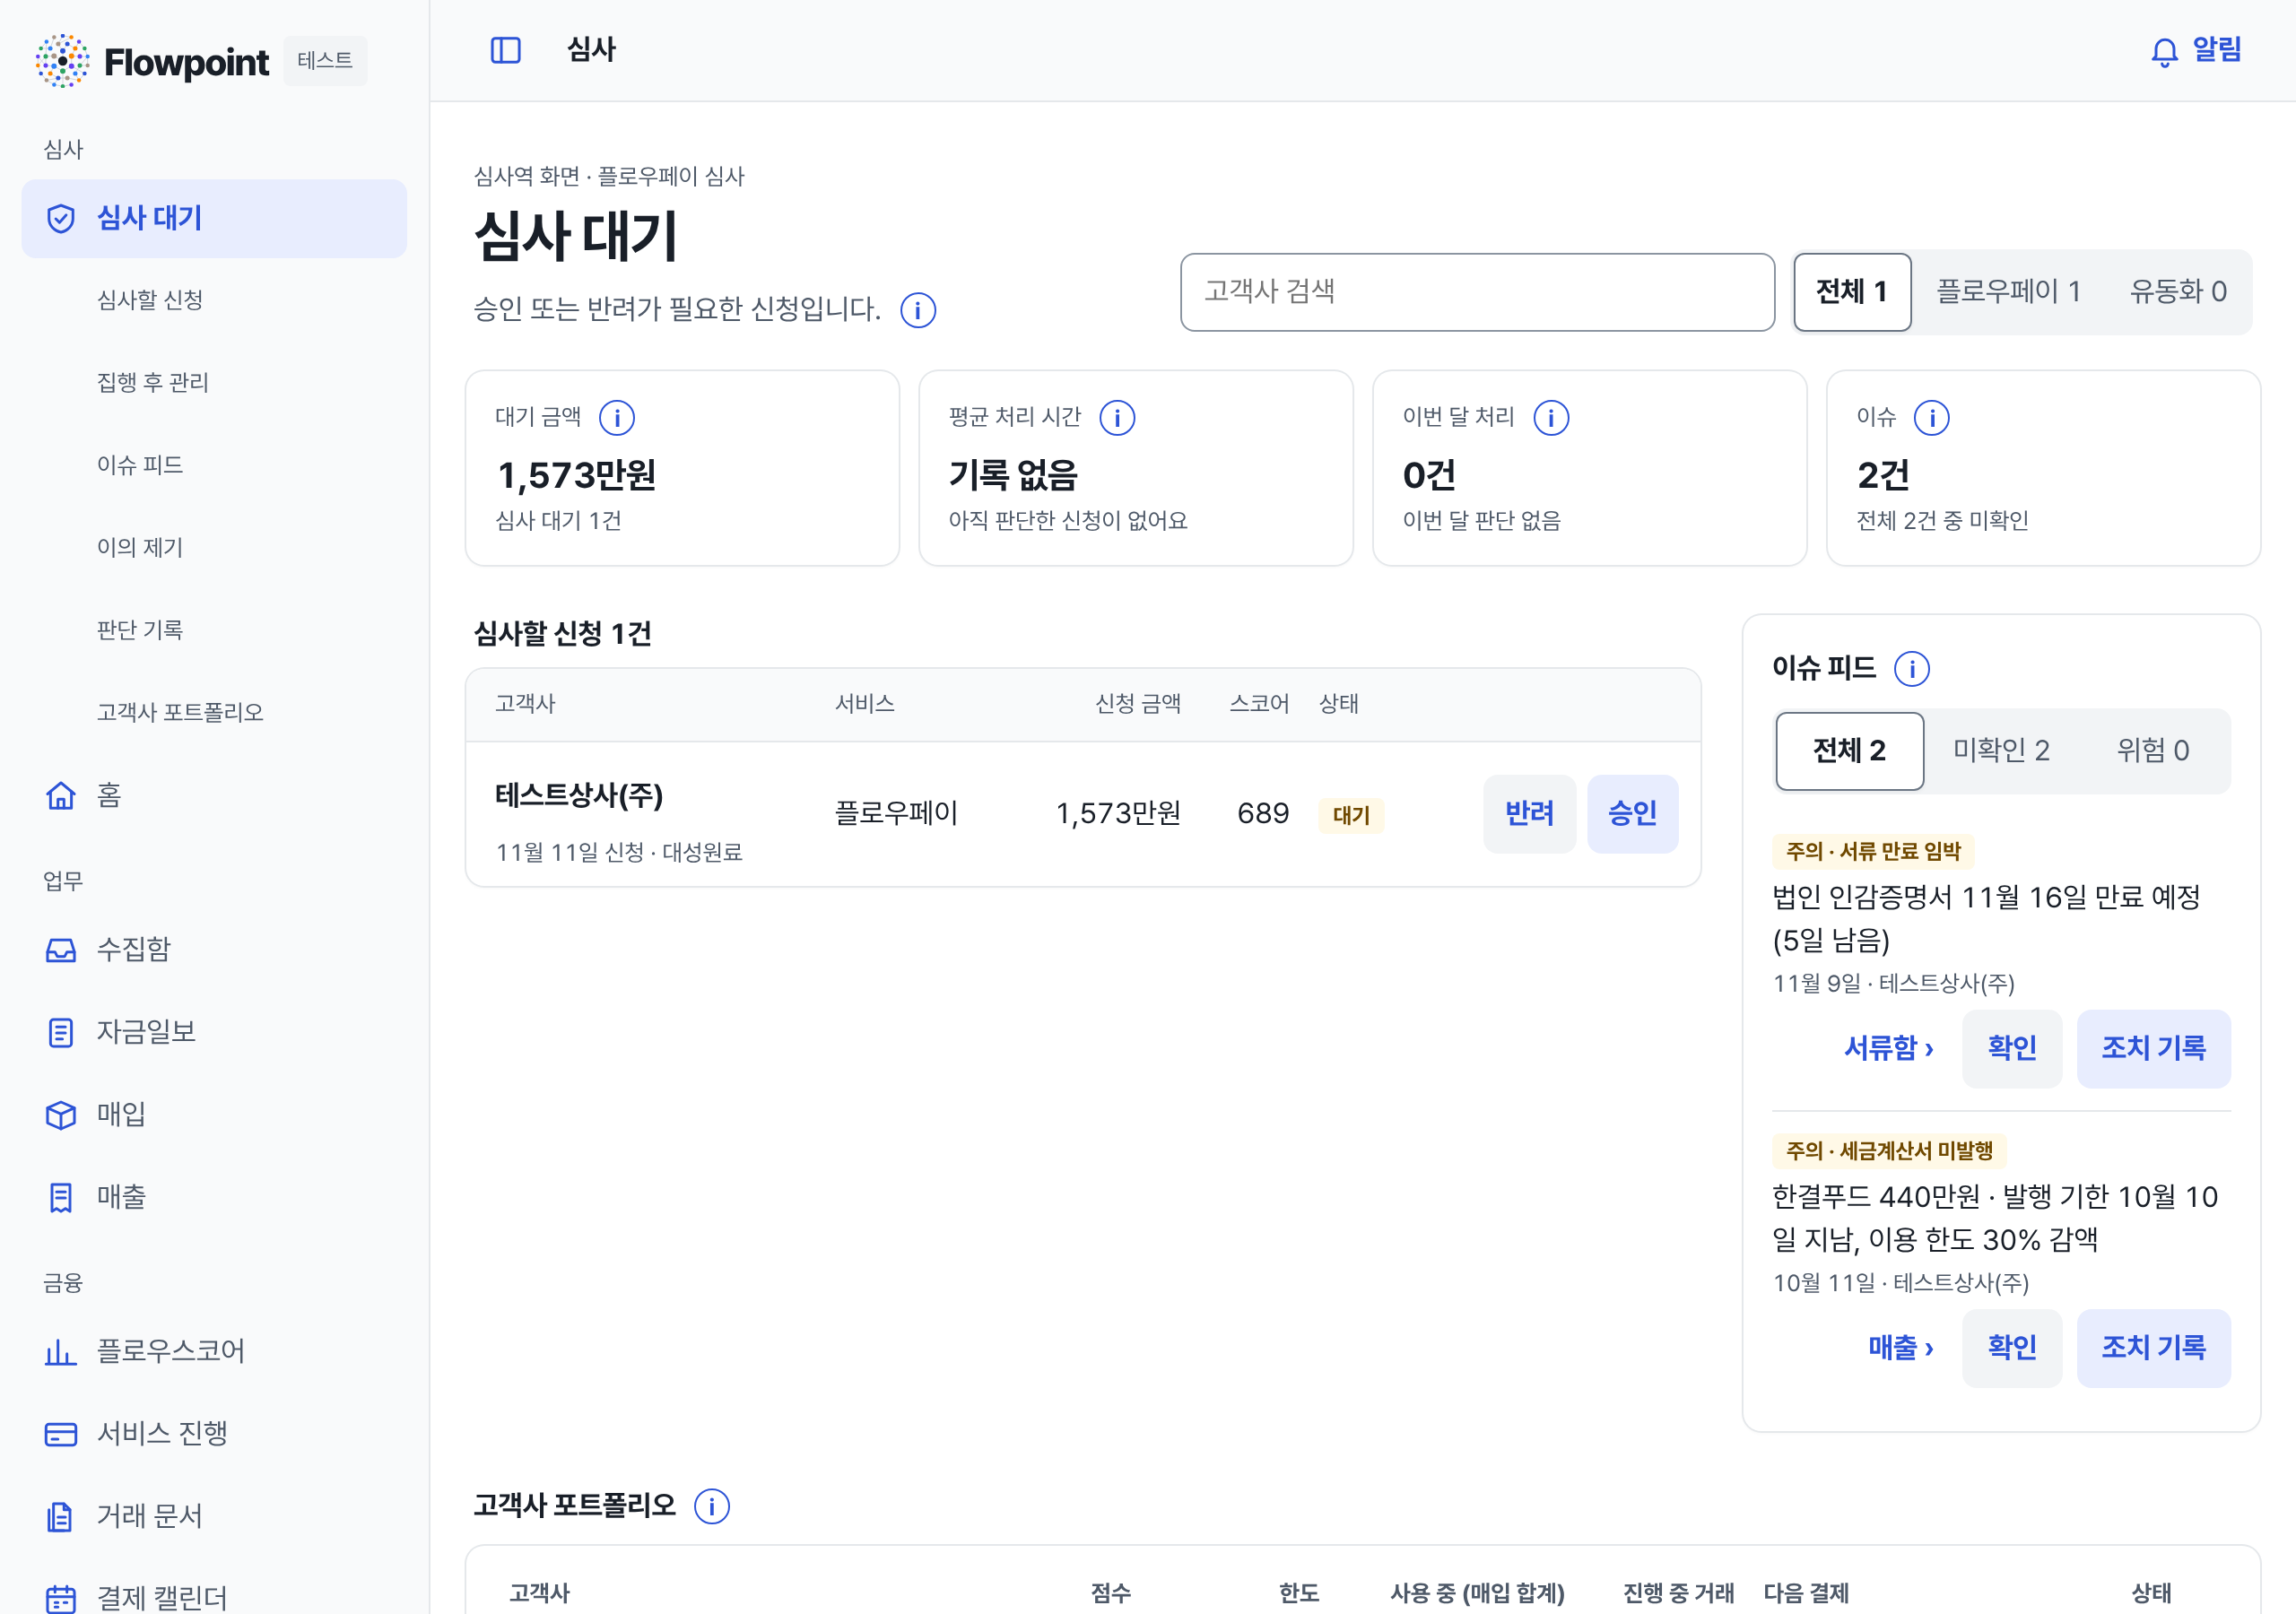 Flowpoint 테스트
심사
심사 대기
심사할 신청
집행 후 관리
이슈 피드
이의 제기
판단 기록
고객사 포트폴리오
홈
업무
수집함
자금일보
매입
매출
금융
플로우스코어
서비스 진행
거래 문서
결제 캘린더
심사
알림
심사역 화면 · 플로우페이 심사
심사 대기
승인 또는 반려가 필요한 신청입니다. i
고객사 검색
전체 1 플로우페이 1 유동화 0
대기 금액 i
1,573만원
심사 대기 1건
평균 처리 시간 i
기록 없음
아직 판단한 신청이 없어요
이번 달 처리 i
0건
이번 달 판단 없음
이슈 i
2건
전체 2건 중 미확인
심사할 신청 1건
고객사 서비스 신청 금액 스코어 상태
테스트상사(주)
11월 11일 신청 · 대성원료
플로우페이 1,573만원 689 대기 반려 승인
이슈 피드 i
전체 2 미확인 2 위험 0
주의 · 서류 만료 임박
법인 인감증명서 11월 16일 만료 예정
(5일 남음)
11월 9일 · 테스트상사(주)
서류함 › 확인 조치 기록
주의 · 세금계산서 미발행
한결푸드 440만원 · 발행 기한 10월 10
일 지남, 이용 한도 30% 감액
10월 11일 · 테스트상사(주)
매출 › 확인 조치 기록
고객사 포트폴리오 i
고객사 점수 한도 사용 중 (매입 합계) 진행 중 거래 다음 결제 상태